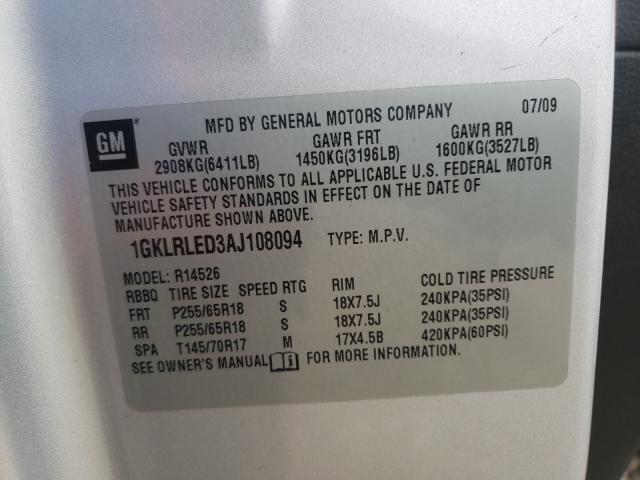 GM
MFD BY GENERAL MOTORS COMPANY 07/09
GVWR GAWR FRT GAWR RR
2908KG(6411LB) 1450KG(3196LB) 1600KG(3527LB)
THIS VEHICLE CONFORMS TO ALL APPLICABLE U.S. FEDERAL MOTOR
VEHICLE SAFETY STANDARDS IN EFFECT ON THE DATE OF
MANUFACTURE SHOWN ABOVE.
1GKLRLED3AJ108094 TYPE: M.P.V.
MODEL: R14526
RBBQ TIRE SIZE SPEED RTG RIM COLD TIRE PRESSURE
FRT P255/65R18 S 18X7.5J 240KPA(35PSI)
RR P255/65R18 S 18X7.5J 240KPA(35PSI)
SPA T145/70R17 M 17X4.5B 420KPA(60PSI)
SEE OWNER'S MANUAL FOR MORE INFORMATION.